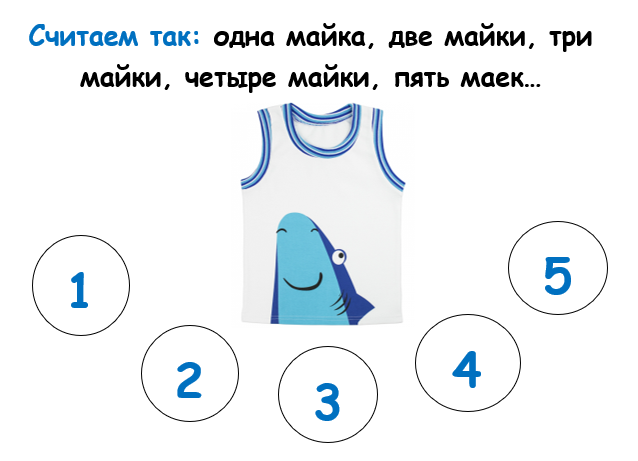 Считаем так: одна майка, две майки, три
майки, четыре майки, пять маек…
1
2
3
4
5